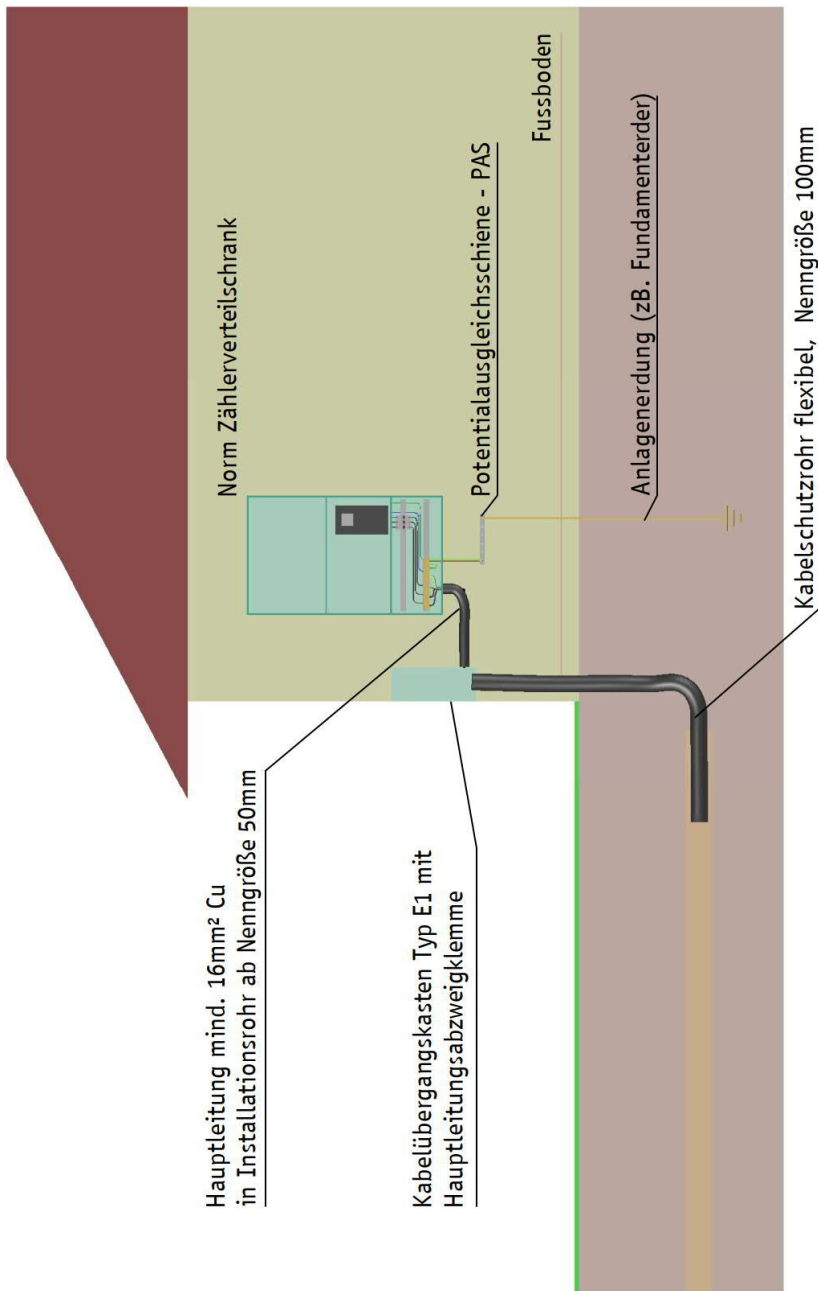 Hauptleitung mind. 16mm² Cu
in Installationsrohr ab Nenngröße 50mm
Norm Zählerverteilschrank
Kabelübergangskasten Typ E1 mit
Hauptleitungsabzweigklemme
Potentialausgleichsschiene - PAS
Fussboden
Anlagenerdung (zB. Fundamenterder)
Kabelschutzrohr flexibel, Nenngröße 100mm